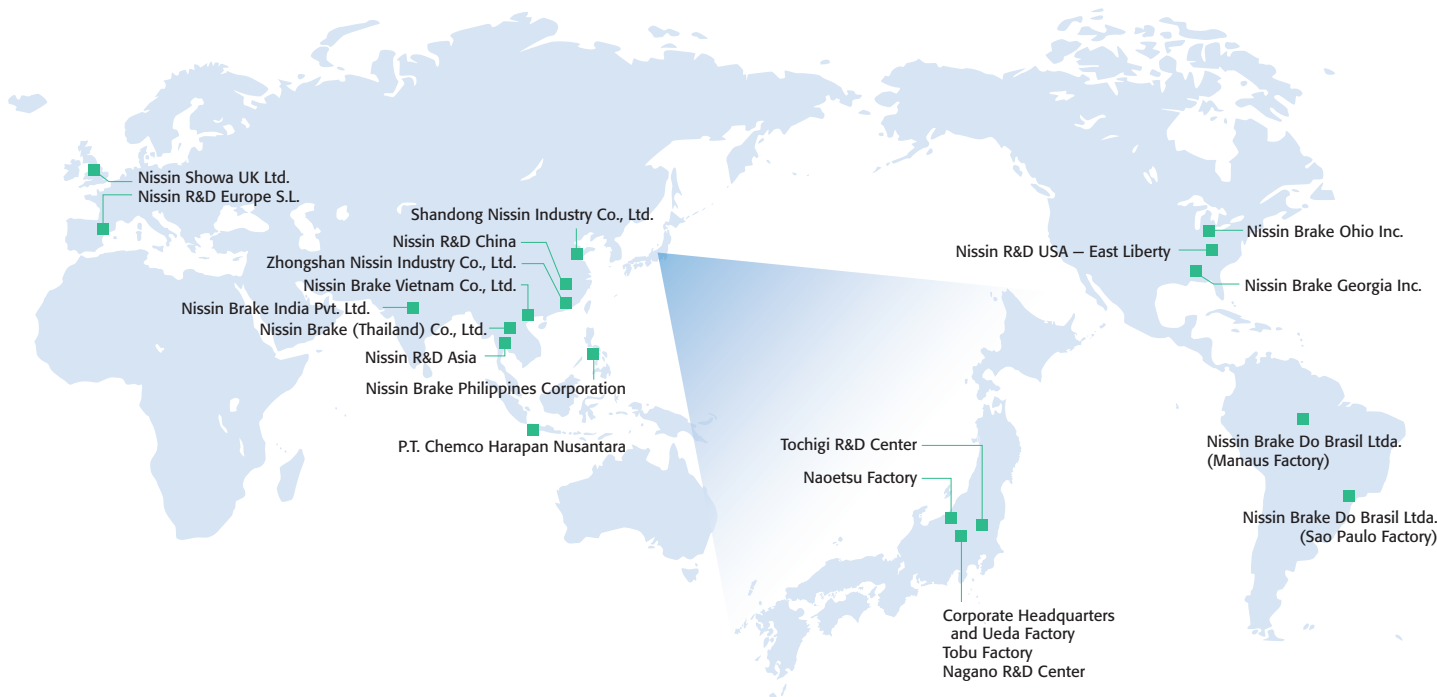 Nissin Showa UK Ltd.
Nissin R&D Europe S.L.
Shandong Nissin Industry Co., Ltd.
Nissin R&D China
Zhongshan Nissin Industry Co., Ltd.
Nissin Brake Vietnam Co., Ltd.
Nissin Brake India Pvt. Ltd.
Nissin Brake (Thailand) Co., Ltd.
Nissin R&D Asia
Nissin Brake Philippines Corporation
P.T. Chemco Harapan Nusantara
Tochigi R&D Center
Naoetsu Factory
Corporate Headquarters
and Ueda Factory
Tobu Factory
Nagano R&D Center
Nissin Brake Ohio Inc.
Nissin R&D USA – East Liberty
Nissin Brake Georgia Inc.
Nissin Brake Do Brasil Ltda.
(Manaus Factory)
Nissin Brake Do Brasil Ltda.
(Sao Paulo Factory)